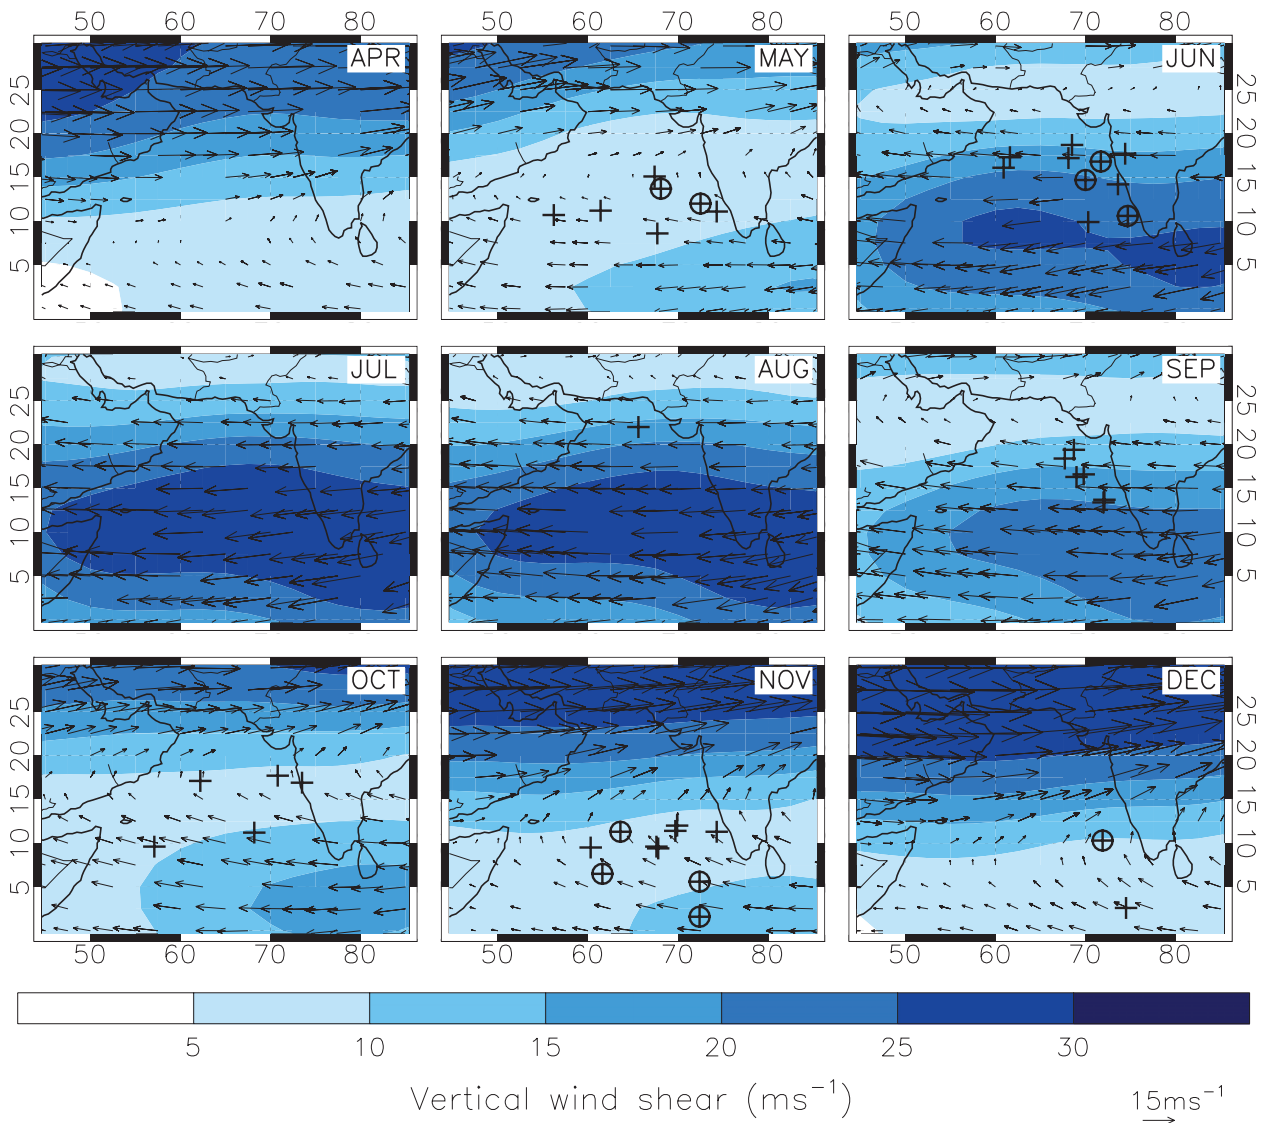 50 60 70 80 50 60 70 80 50 60 70 80
APR MAY JUN
25 25
20 20
15 15
10 10
5 5
JUL AUG SEP
25 25
20 20
15 15
10 10
5 5
OCT NOV DEC
25 25
20 20
15 15
10 10
5 5
50 60 70 80 50 60 70 80 50 60 70 80
5 10 15 20 25 30
Vertical wind shear (ms⁻¹)
15ms⁻¹